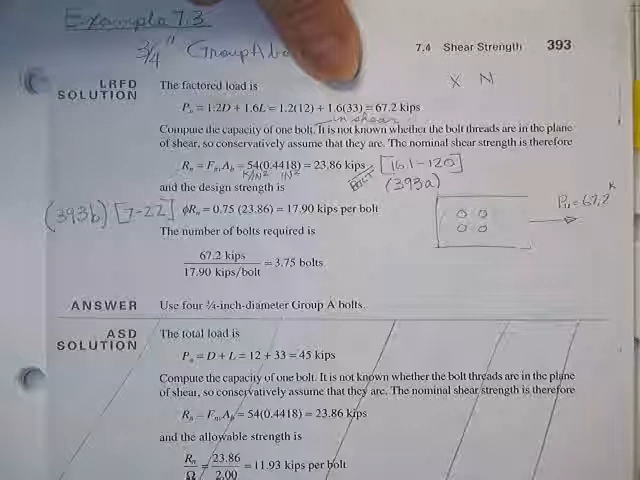 Example 7.3
3/4" Group A bo
7.4 Shear Strength 393
X N
LRFD SOLUTION
The factored load is
Pu = 1.2D + 1.6L = 1.2(12) + 1.6(33) = 67.2 kips
in shear
Compute the capacity of one bolt. It is not known whether the bolt threads are in the plane
of shear, so conservatively assume that they are. The nominal shear strength is therefore
Rn = FnvAb = 54(0.4418) = 23.86 kips [16.1-120]
K/IN² IN² BOLT (393a)
and the design strength is
(393b) [7-22] ϕRn = 0.75 (23.86) = 17.90 kips per bolt
Pu = 67.2K
The number of bolts required is
67.2 kips
17.90 kips/bolt = 3.75 bolts
ANSWER Use four ¾-inch-diameter Group A bolts.
ASD SOLUTION
The total load is
Pa = D + L = 12 + 33 = 45 kips
Compute the capacity of one bolt. It is not known whether the bolt threads are in the plane
of shear, so conservatively assume that they are. The nominal shear strength is therefore
Rn = FnvAb = 54(0.4418) = 23.86 kips
and the allowable strength is
Rn/Ω = 23.86/2.00 = 11.93 kips per bolt